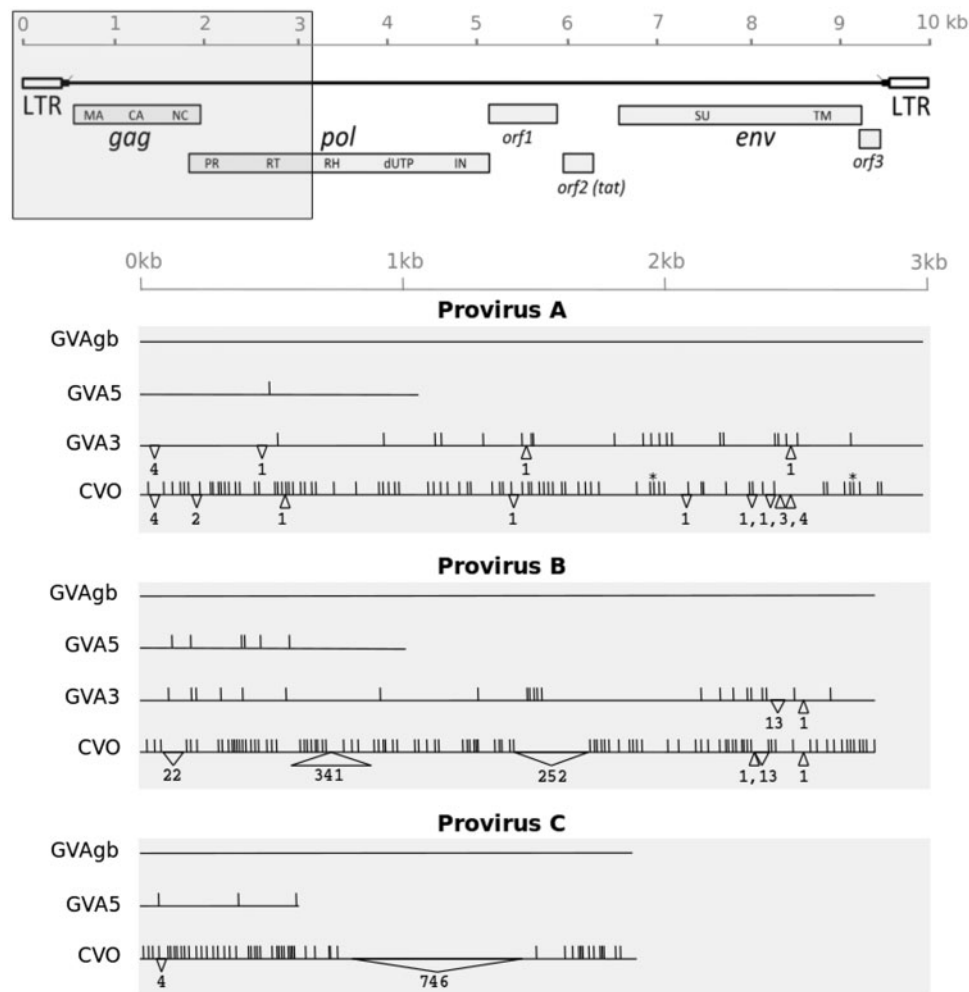 0 1 2 3 4 5 6 7 8 9 10 kb
LTR LTR
MA CA NC SU TM
gag pol orf1 env orf3
PR RT RH dUTP IN
orf2 (tat)
0kb 1kb 2kb 3kb
Provirus A
GVAgb
GVA5
GVA3
4 1 1 1
CVO * *
4 2 1 1 1 1,1,3,4
Provirus B
GVAgb
GVA5
GVA3
13 1
CVO
22 341 252 1,13 1
Provirus C
GVAgb
GVA5
CVO
4 746